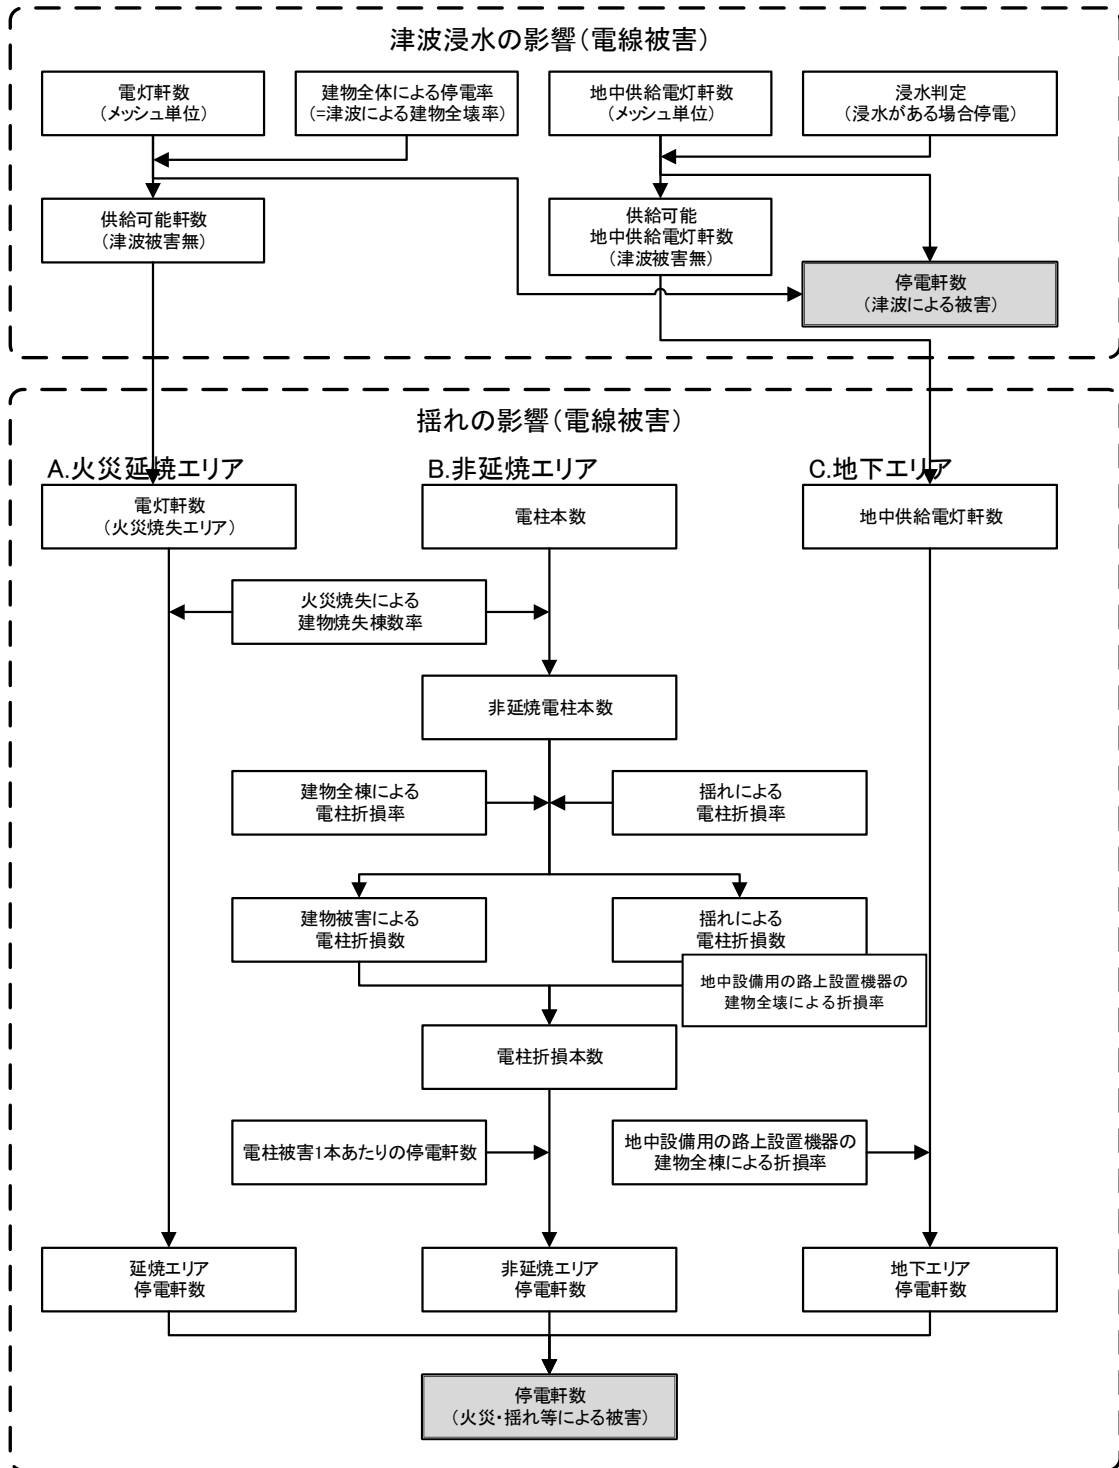 津波浸水の影響（電線被害）
電灯軒数
（メッシュ単位）
建物全体による停電率
（=津波による建物全壊率）
地中供給電灯軒数
（メッシュ単位）
浸水判定
（浸水がある場合停電）
供給可能軒数
（津波被害無）
供給可能
地中供給電灯軒数
（津波被害無）
停電軒数
（津波による被害）
揺れの影響（電線被害）
A.火災延焼エリア
B.非延焼エリア
C.地下エリア
電灯軒数
（火災焼失エリア）
電柱本数
地中供給電灯軒数
火災焼失による
建物焼失棟数率
非延焼電柱本数
建物全棟による
電柱折損率
揺れによる
電柱折損率
建物被害による
電柱折損数
揺れによる
電柱折損数
地中設備用の路上設置機器の
建物全壊による折損率
電柱折損本数
電柱被害1本あたりの停電軒数
地中設備用の路上設置機器の
建物全棟による折損率
延焼エリア
停電軒数
非延焼エリア
停電軒数
地下エリア
停電軒数
停電軒数
（火災・揺れ等による被害）